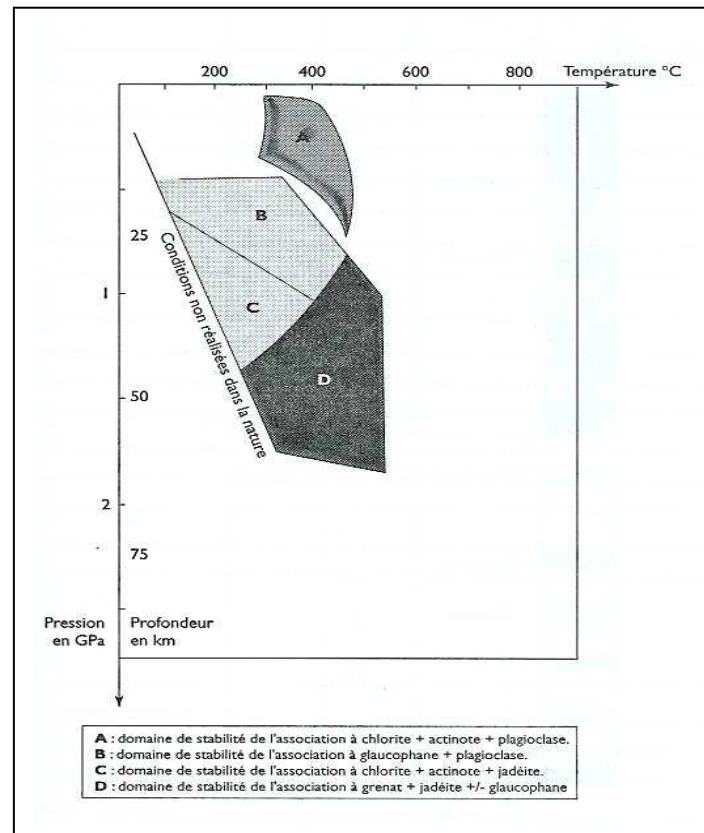 200 400 600 800 Température °C
A
B
25
Conditions non réalisées dans la nature
1
C
D
50
2
75
Pression
en GPa
Profondeur
en km
A : domaine de stabilité de l'association à chlorite + actinote + plagioclase.
B : domaine de stabilité de l'association à glaucophane + plagioclase.
C : domaine de stabilité de l'association à chlorite + actinote + jadéite.
D : domaine de stabilité de l'association à grenat + jadéite +/- glaucophane